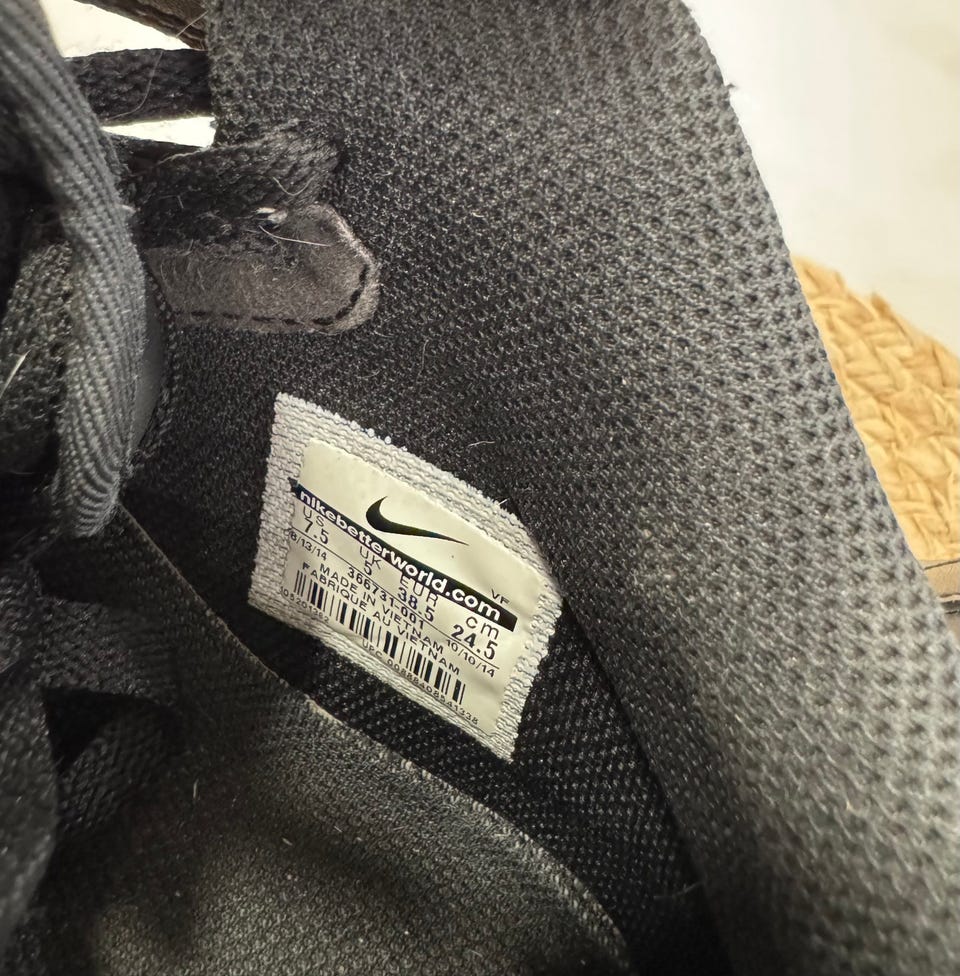 nikebetterworld.com
VF
US UK EUR cm
7.5 5 38.5 24.5
8/13/14 366731-001 10/10/14
MADE IN VIETNAM
FABRIQUE AU VIETNAM